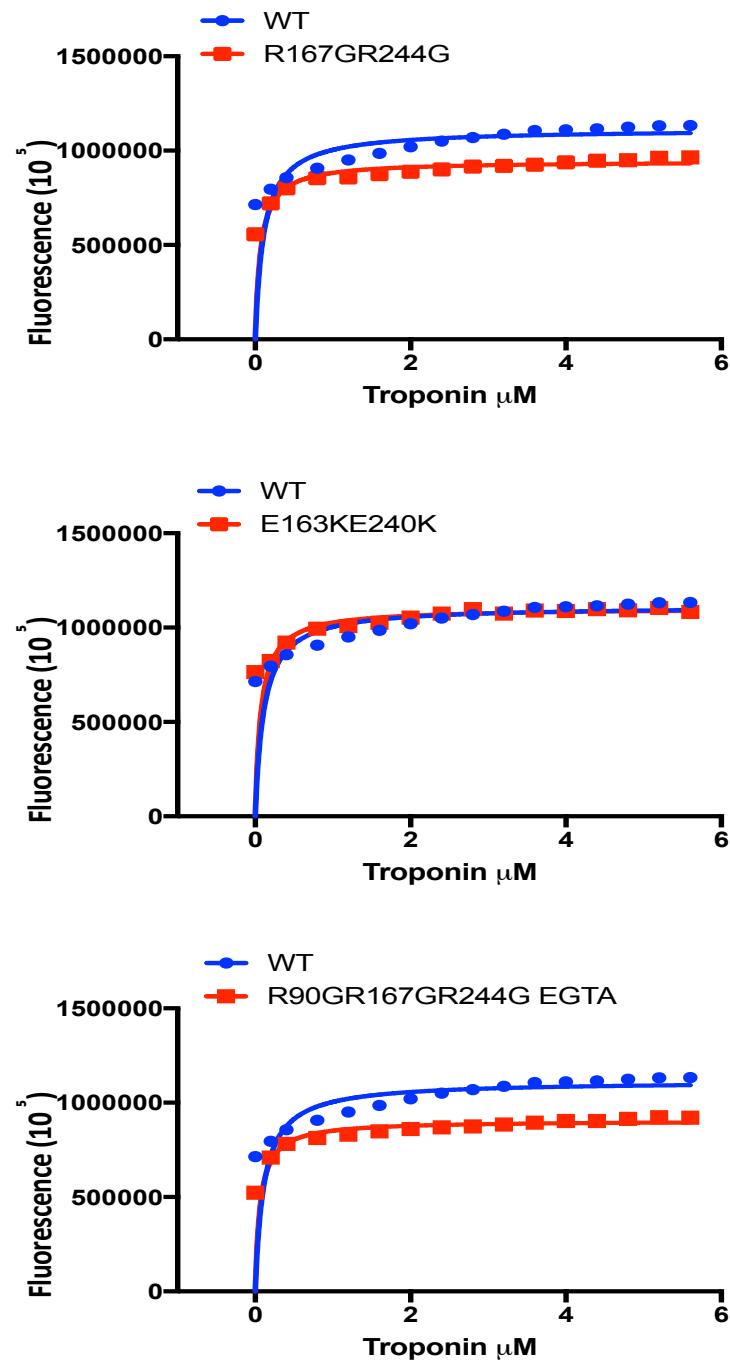 WT
R167GR244G
1500000
1000000
500000
0
Fluorescence (10 5)
0 2 4 6
Troponin μM
WT
E163KE240K
1500000
1000000
500000
0
Fluorescence (10 5)
0 2 4 6
Troponin μM
WT
R90GR167GR244G EGTA
1500000
1000000
500000
0
Fluorescence (10 5)
0 2 4 6
Troponin μM